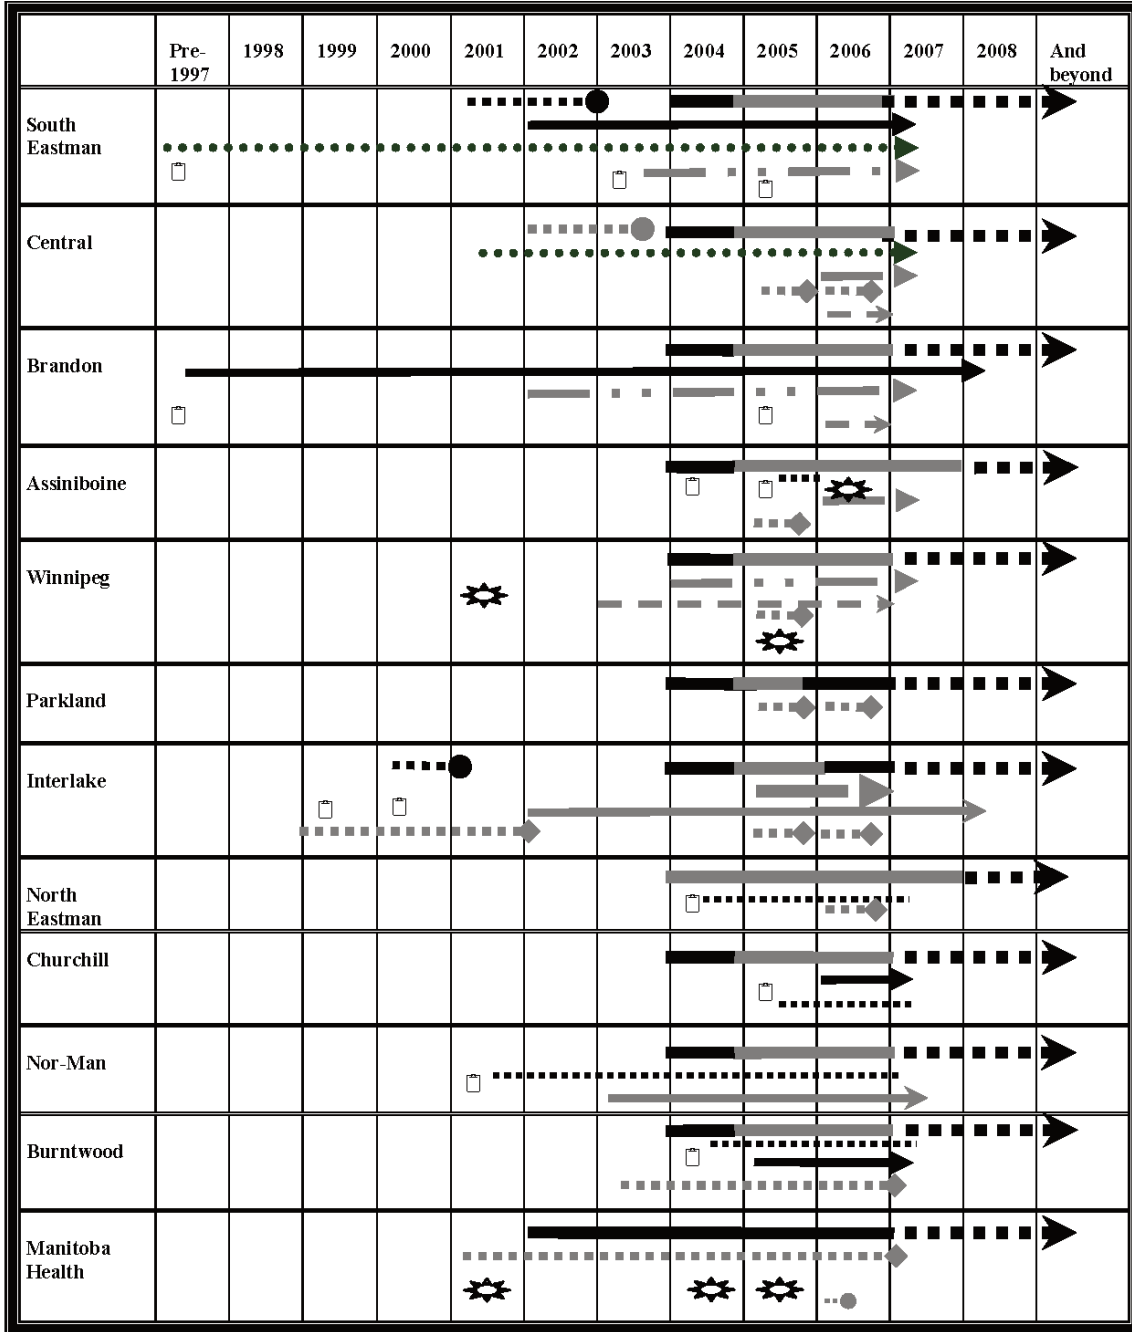 Pre-
1997
1998
1999
2000
2001
2002
2003
2004
2005
2006
2007
2008
And
beyond
South
Eastman
Central
Brandon
Assiniboine
Winnipeg
Parkland
Interlake
North
Eastman
Churchill
Nor-Man
Burntwood
Manitoba
Health